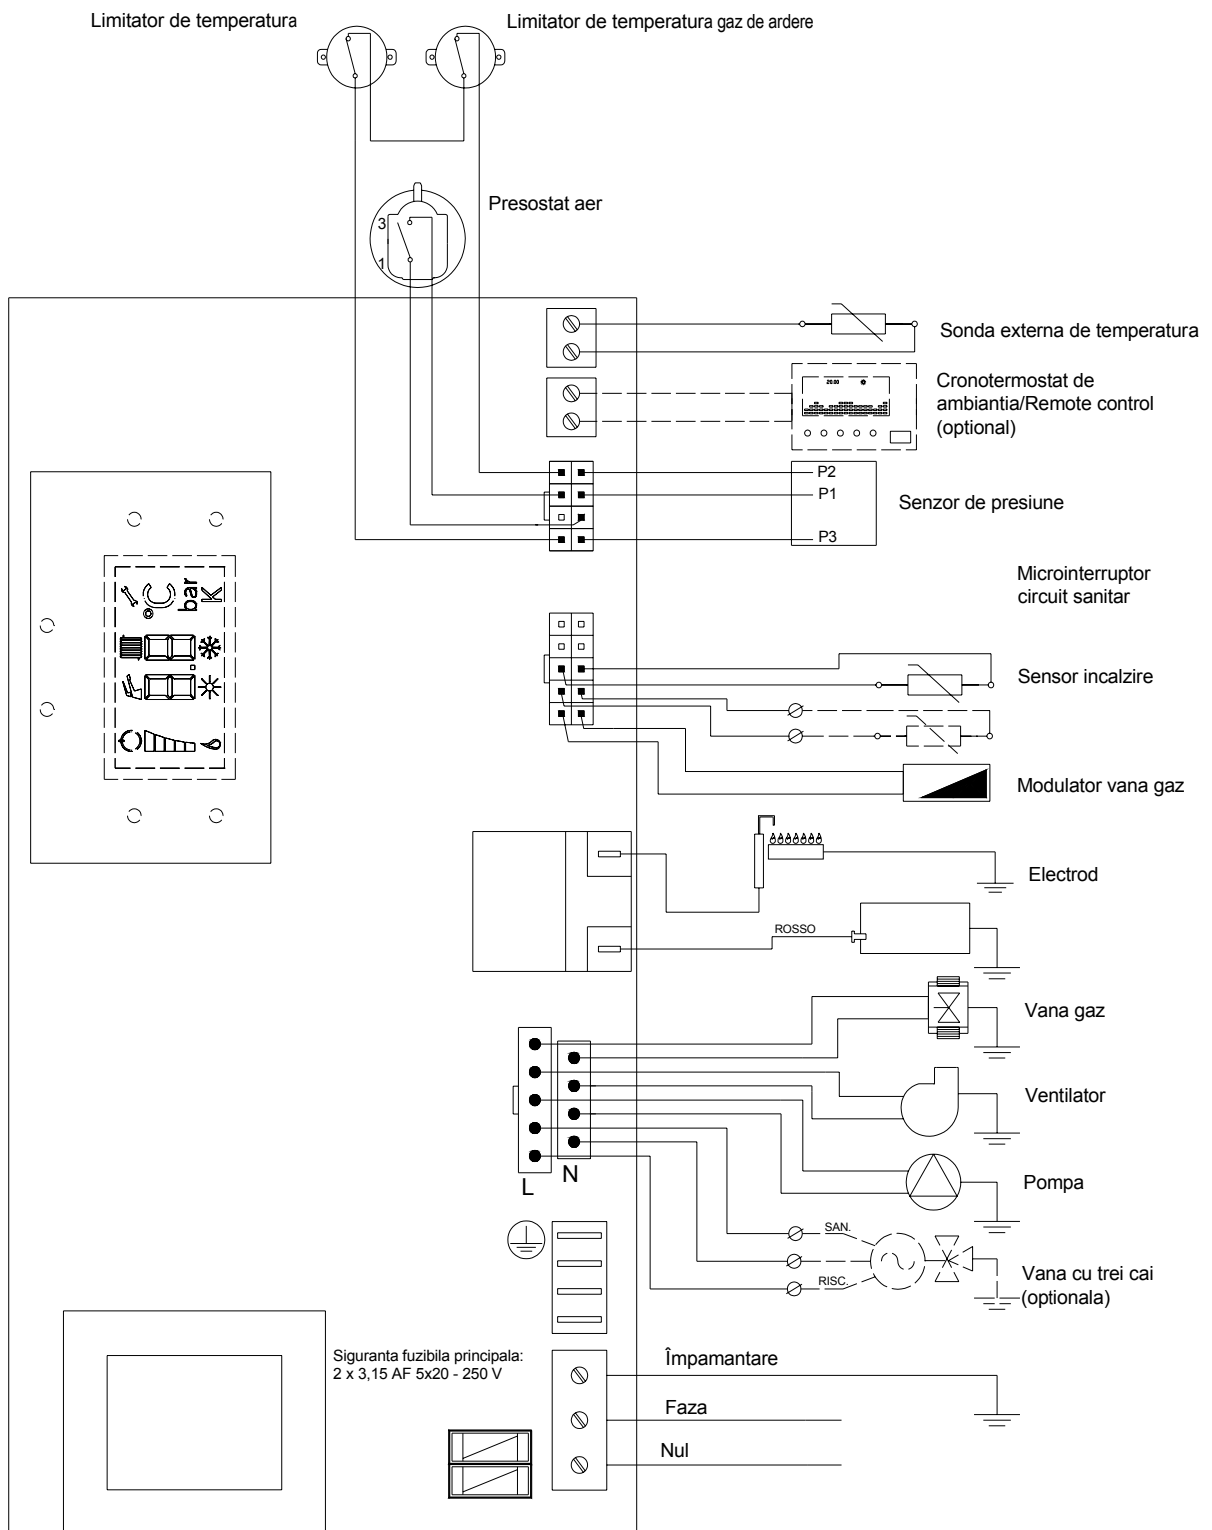 Limitator de temperatura
Limitator de temperatura gaz de ardere
Presostat aer
3
1
Sonda externa de temperatura
20.00
Cronotermostat de
ambiantia/Remote control
(optional)
P2
P1
P3
Senzor de presiune
°C
bar
K
Microinterruptor
circuit sanitar
Sensor incalzire
Modulator vana gaz
Electrod
ROSSO
Vana gaz
Ventilator
L
N
Pompa
SAN.
RISC.
Vana cu trei cai
(optionala)
Siguranta fuzibila principala:
2 x 3,15 AF 5x20 - 250 V
Împamantare
Faza
Nul